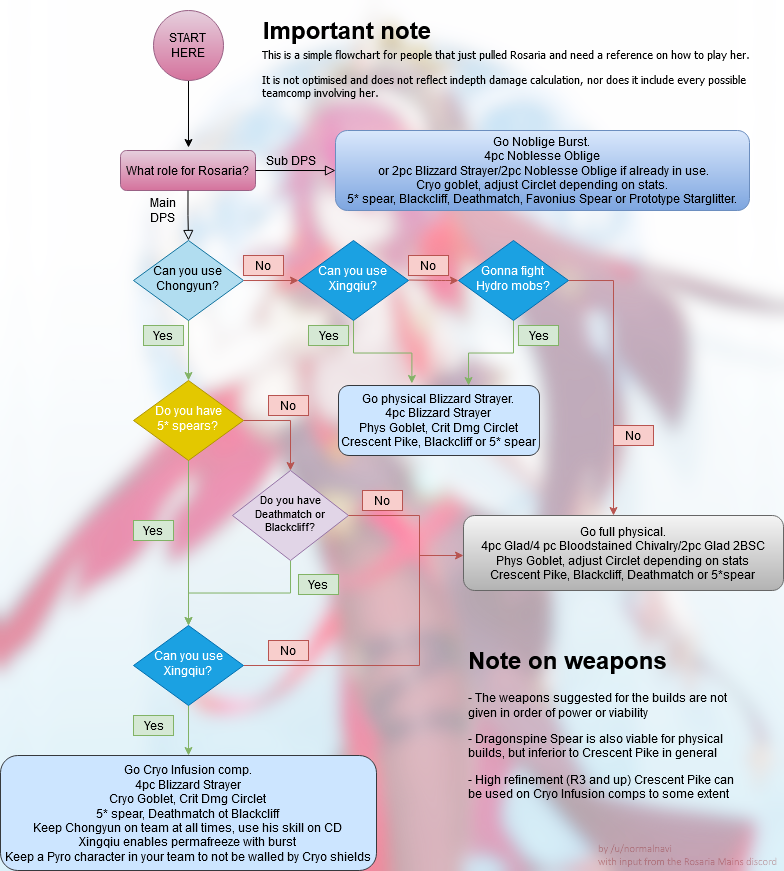 START
HERE
Important note
This is a simple flowchart for people that just pulled Rosaria and need a reference on how to play her.
It is not optimised and does not reflect indepth damage calculation, nor does it include every possible
teamcomp involving her.
What role for Rosaria?
Sub DPS
Go Noblige Burst.
4pc Noblesse Oblige
or 2pc Blizzard Strayer/2pc Noblesse Oblige if already in use.
Cryo goblet, adjust Circlet depending on stats.
5* spear, Blackcliff, Deathmatch, Favonius Spear or Prototype Starglitter.
Main
DPS
Can you use
Chongyun?
No
Can you use
Xingqiu?
No
Gonna fight
Hydro mobs?
Yes
Yes
Yes
Go physical Blizzard Strayer.
4pc Blizzard Strayer
Phys Goblet, Crit Dmg Circlet
Crescent Pike, Blackcliff or 5* spear
Do you have
5* spears?
No
No
Do you have
Deathmatch or
Blackcliff?
No
Yes
Go full physical.
4pc Glad/4 pc Bloodstained Chivalry/2pc Glad 2BSC
Phys Goblet, adjust Circlet depending on stats
Crescent Pike, Blackcliff, Deathmatch or 5*spear
Yes
Can you use
Xingqiu?
No
Yes
Note on weapons
- The weapons suggested for the builds are not
given in order of power or viability
- Dragonspine Spear is also viable for physical
builds, but inferior to Crescent Pike in general
- High refinement (R3 and up) Crescent Pike can
be used on Cryo Infusion comps to some extent
Go Cryo Infusion comp.
4pc Blizzard Strayer
Cryo Goblet, Crit Dmg Circlet
5* spear, Deathmatch ot Blackcliff
Keep Chongyun on team at all times, use his skill on CD
Xingqiu enables permafreeze with burst
Keep a Pyro character in your team to not be walled by Cryo shields
by /u/normalnavi
with input from the Rosaria Mains discord